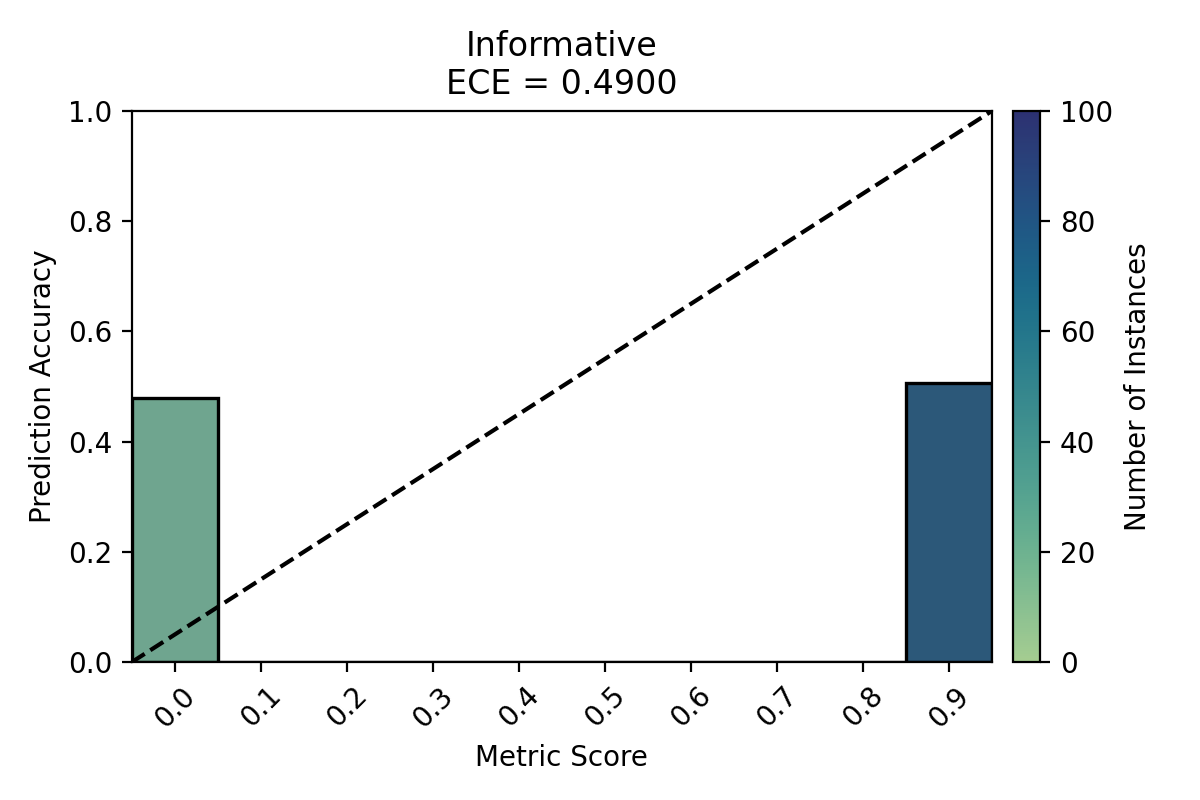 Informative
ECE = 0.4900
1.0
0.8
0.6
0.4
0.2
0.0
Prediction Accuracy
0.0 0.1 0.2 0.3 0.4 0.5 0.6 0.7 0.8 0.9
Metric Score
100
80
60
40
20
0
Number of Instances